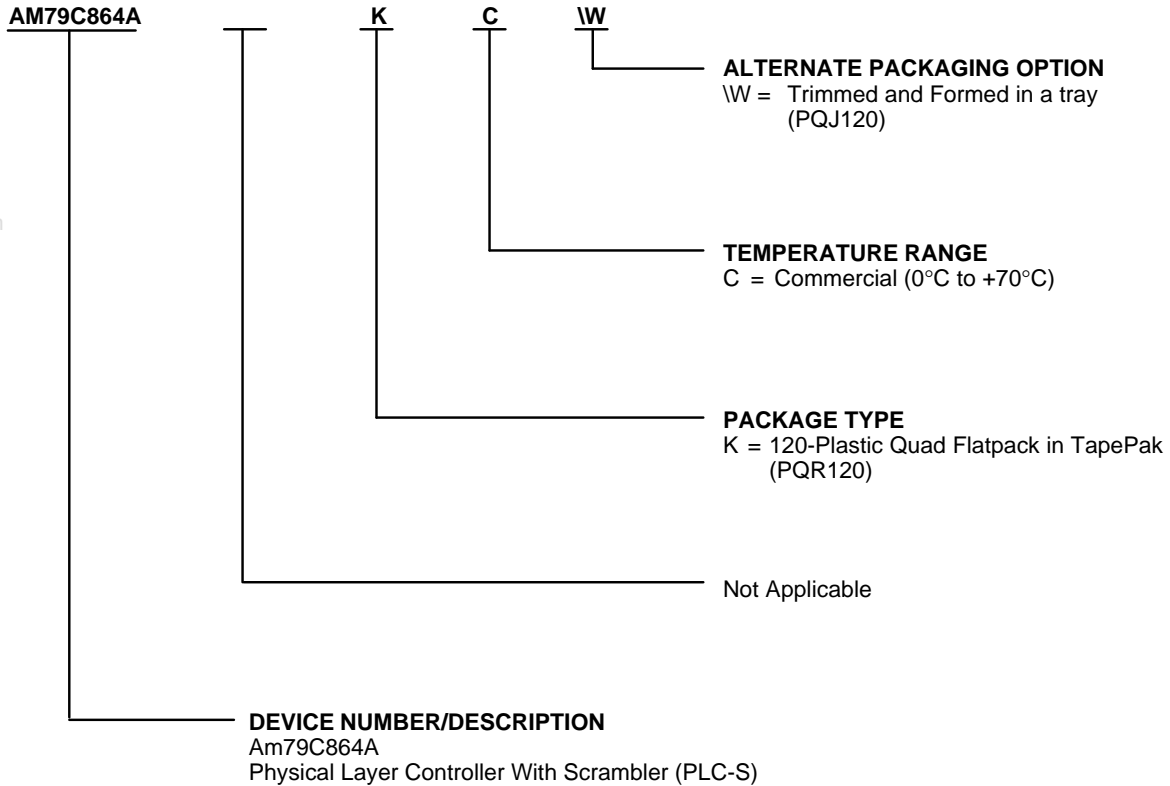 AM79C864A K C \W
ALTERNATE PACKAGING OPTION
\W = Trimmed and Formed in a tray
(PQJ120)
TEMPERATURE RANGE
C = Commercial (0°C to +70°C)
PACKAGE TYPE
K = 120-Plastic Quad Flatpack in TapePak
(PQR120)
Not Applicable
DEVICE NUMBER/DESCRIPTION
Am79C864A
Physical Layer Controller With Scrambler (PLC-S)